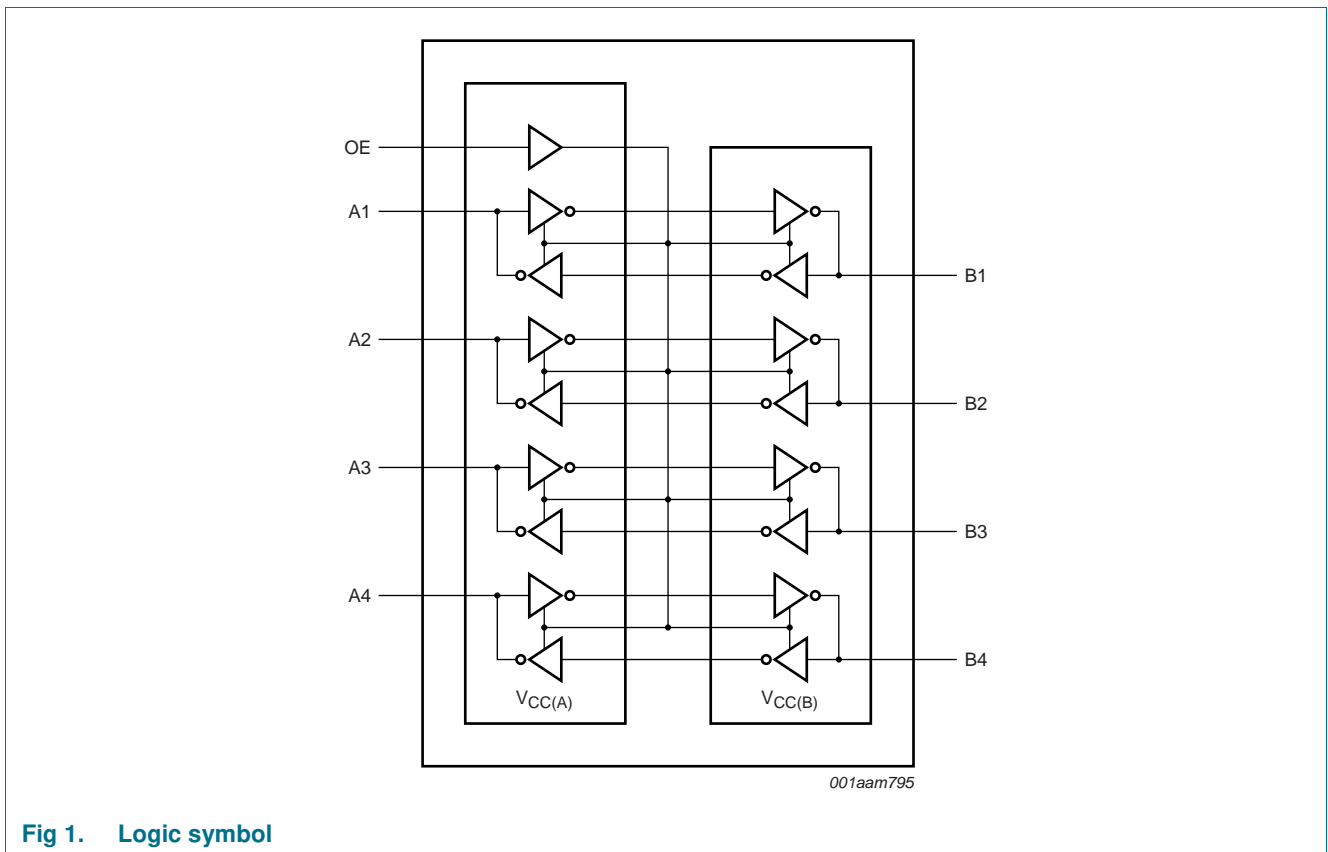 OE
A1
B1
A2
B2
A3
B3
A4
B4
VCC(A)
VCC(B)
001aam795
Fig 1. Logic symbol